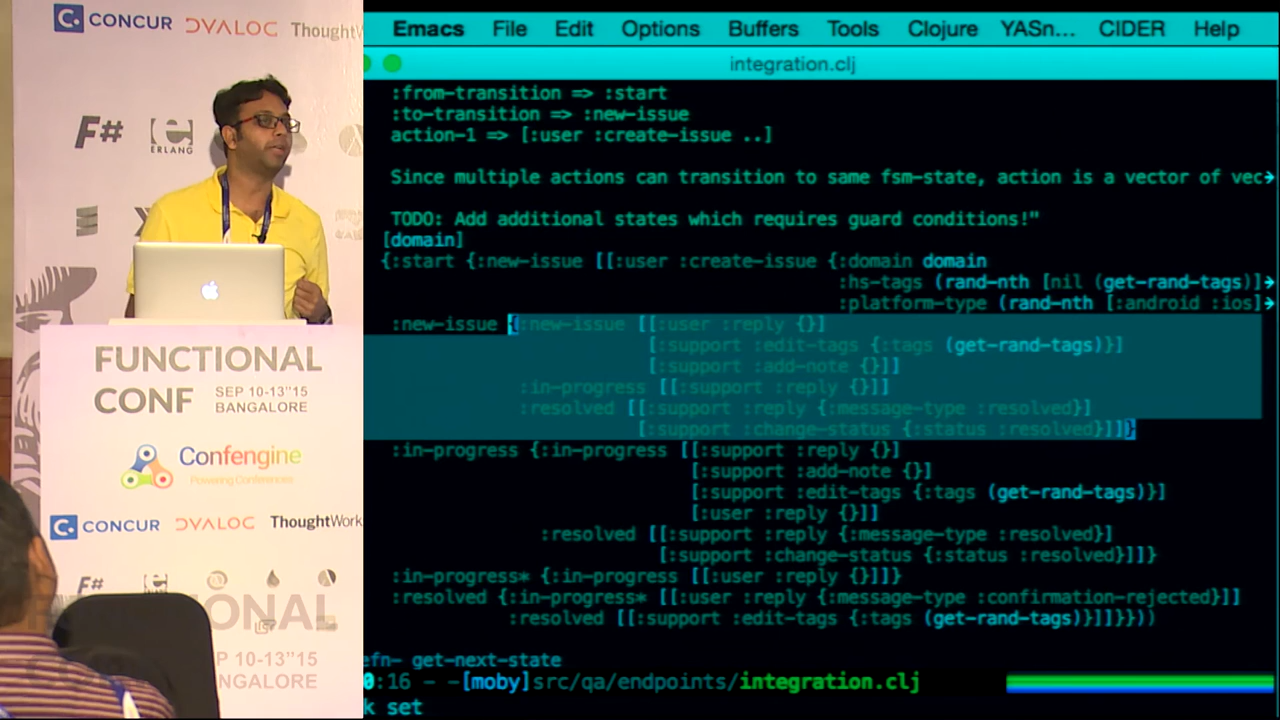 CONCUR DYALOC Thought
F# ERLANG
FUNCTIONAL
CONF SEP 10-13"15
BANGALORE
Confengine
Powering Conferences
CONCUR DYALOC ThoughtWork
F#
ONAL
P 10-13"15
NGALORE
Emacs File Edit Options Buffers Tools Clojure YASn... CIDER Help
integration.clj
:from-transition => :start
:to-transition => :new-issue
action-1 => [:user :create-issue ..]
Since multiple actions can transition to same fsm-state, action is a vector of vec
TODO: Add additional states which requires guard conditions!"
[domain]
{:start {:new-issue [[:user :create-issue {:domain domain
:hs-tags (rand-nth [nil (get-rand-tags)]
:platform-type (rand-nth [:android :ios]
:new-issue {:new-issue [[:user :reply {}]
[:support :edit-tags {:tags (get-rand-tags)}]
[:support :add-note {}]]
:in-progress [[:support :reply {}]]
:resolved [[:support :reply {:message-type :resolved}]
[:support :change-status {:status :resolved}]]}
:in-progress {:in-progress [[:support :reply {}]
[:support :add-note {}]
[:support :edit-tags {:tags (get-rand-tags)}]
[:user :reply {}]]
:resolved [[:support :reply {:message-type :resolved}]
[:support :change-status {:status :resolved}]]}
:in-progress* {:in-progress [[:user :reply {}]]}
:resolved {:in-progress* [[:user :reply {:message-type :confirmation-rejected}]]
:resolved [[:support :edit-tags {:tags (get-rand-tags)}]]}}))
efn- get-next-state
0:16 - -[moby]src/qa/endpoints/integration.clj
k set